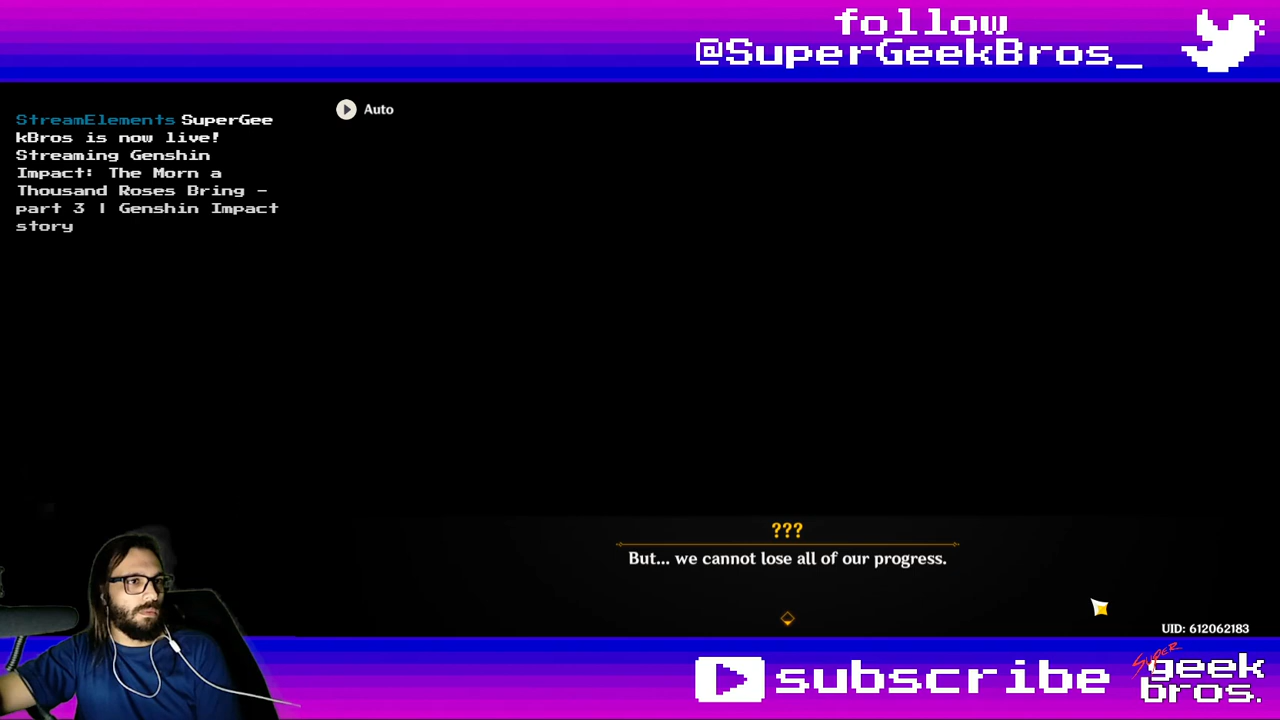 follow
@SuperGeekBros_
StreamElements SuperGee
kBros is now live!
Streaming Genshin
Impact: The Morn a
Thousand Roses Bring -
part 3 | Genshin Impact
story
Auto
???
But... we cannot lose all of our progress.
UID: 612062183
subscribe
SUPER
geek
bros.